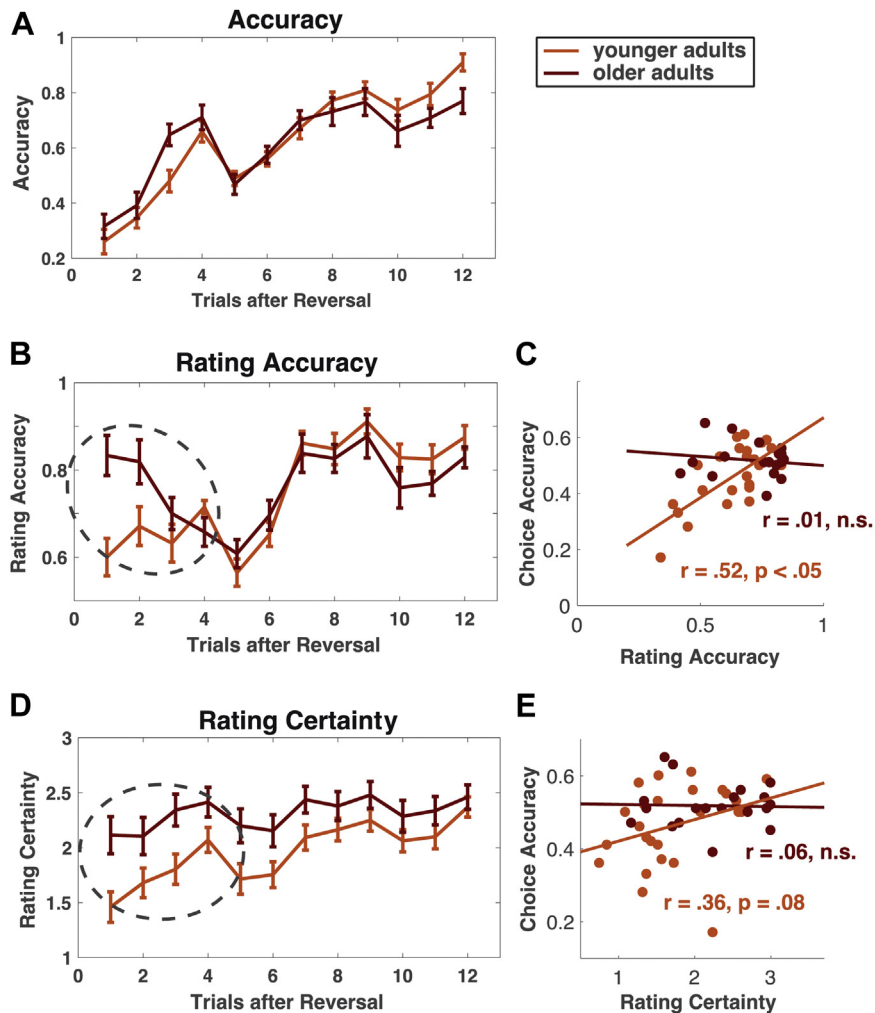 A
Accuracy
younger adults
older adults
1
0.8
0.6
0.4
0.2
Accuracy
0 2 4 6 8 10 12
Trials after Reversal
B
Rating Accuracy
1
0.8
0.6
Rating Accuracy
0 2 4 6 8 10 12
Trials after Reversal
C
0.6
0.4
0.2
0
Choice Accuracy
r = .01, n.s.
r = .52, p < .05
0 0.5 1
Rating Accuracy
D
Rating Certainty
3
2.5
2
1.5
1
Rating Certainty
0 2 4 6 8 10 12
Trials after Reversal
E
0.6
0.4
0.2
Choice Accuracy
r = .06, n.s.
r = .36, p = .08
1 2 3
Rating Certainty